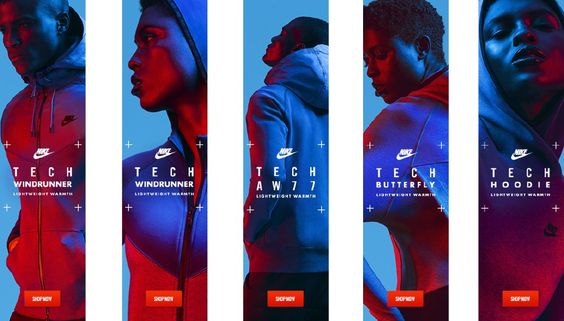 NIKE
TECH
WINDRUNNER
LIGHTWEIGHT WARMTH
SHOP NOW
NIKE
TECH
WINDRUNNER
LIGHTWEIGHT WARMTH
SHOP NOW
NIKE
TECH
AW77
LIGHTWEIGHT WARMTH
SHOP NOW
NIKE
TECH
BUTTERFLY
LIGHTWEIGHT WARMTH
SHOP NOW
NIKE
TECH
HOODIE
LIGHTWEIGHT WARMTH
SHOP NOW